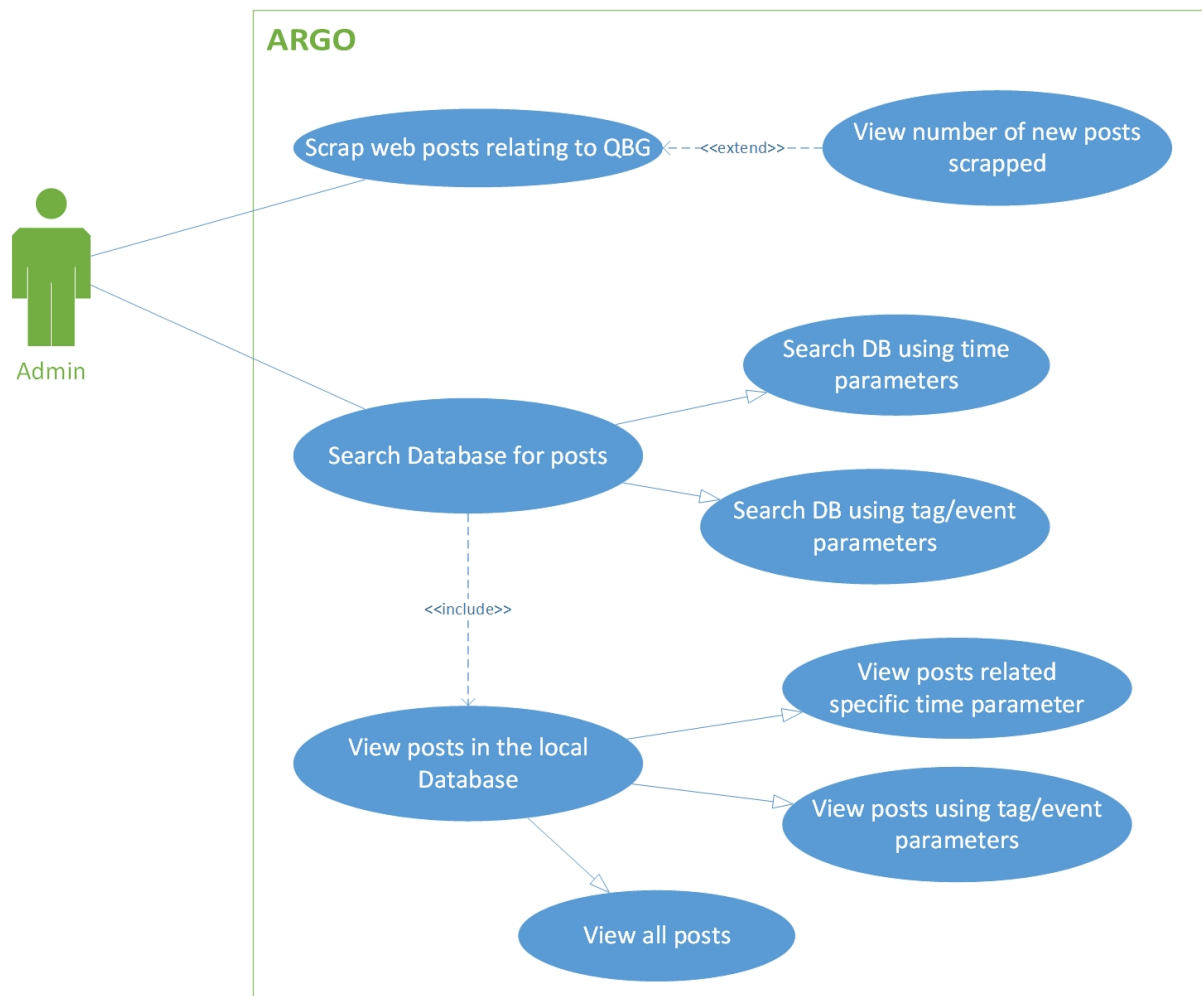 ARGO
Scrap web posts relating to QBG
<<extend>>
View number of new posts
scrapped
Admin
Search DB using time
parameters
Search Database for posts
Search DB using tag/event
parameters
<<include>>
View posts related
specific time parameter
View posts in the local
Database
View posts using tag/event
parameters
View all posts